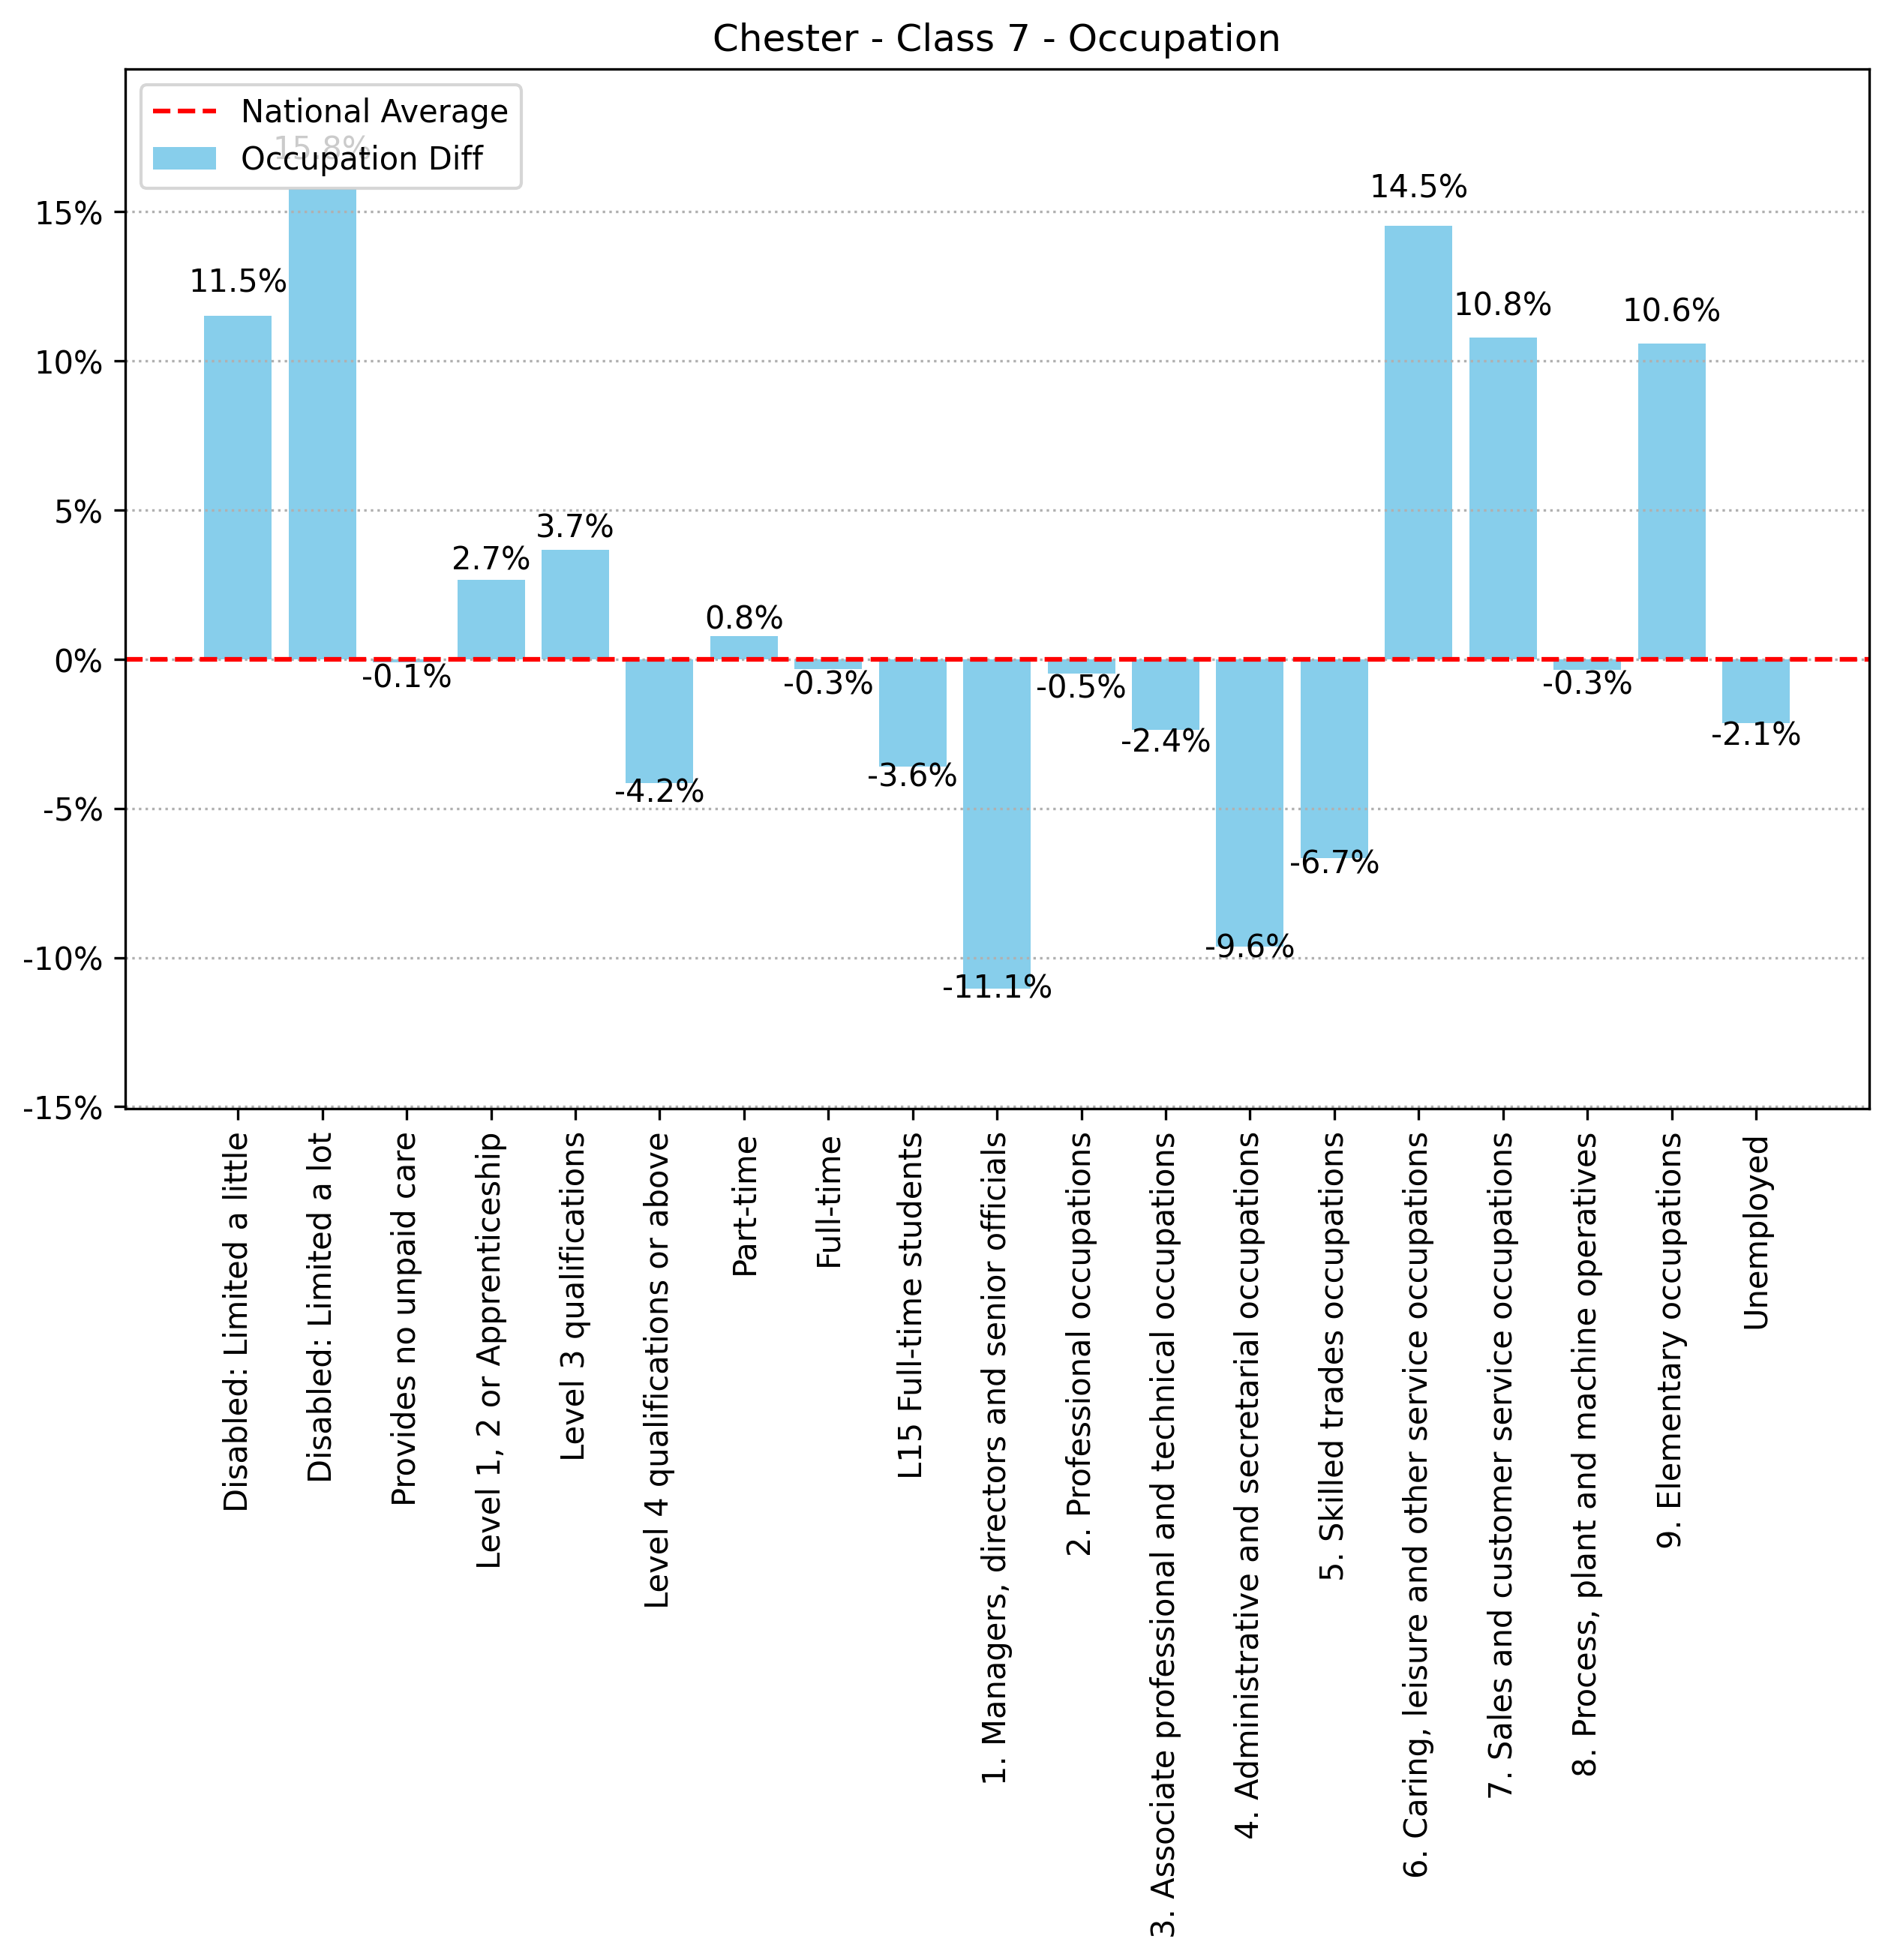 Chester - Class 7 - Occupation
National Average
Occupation Diff
15.8%
11.5%
-0.1%
2.7%
3.7%
-4.2%
0.8%
-0.3%
-3.6%
-11.1%
-0.5%
-2.4%
-9.6%
-6.7%
14.5%
10.8%
-0.3%
10.6%
-2.1%
15%
10%
5%
0%
-5%
-10%
-15%
Disabled: Limited a little
Disabled: Limited a lot
Provides no unpaid care
Level 1, 2 or Apprenticeship
Level 3 qualifications
Level 4 qualifications or above
Part-time
Full-time
L15 Full-time students
1. Managers, directors and senior officials
2. Professional occupations
3. Associate professional and technical occupations
4. Administrative and secretarial occupations
5. Skilled trades occupations
6. Caring, leisure and other service occupations
7. Sales and customer service occupations
8. Process, plant and machine operatives
9. Elementary occupations
Unemployed